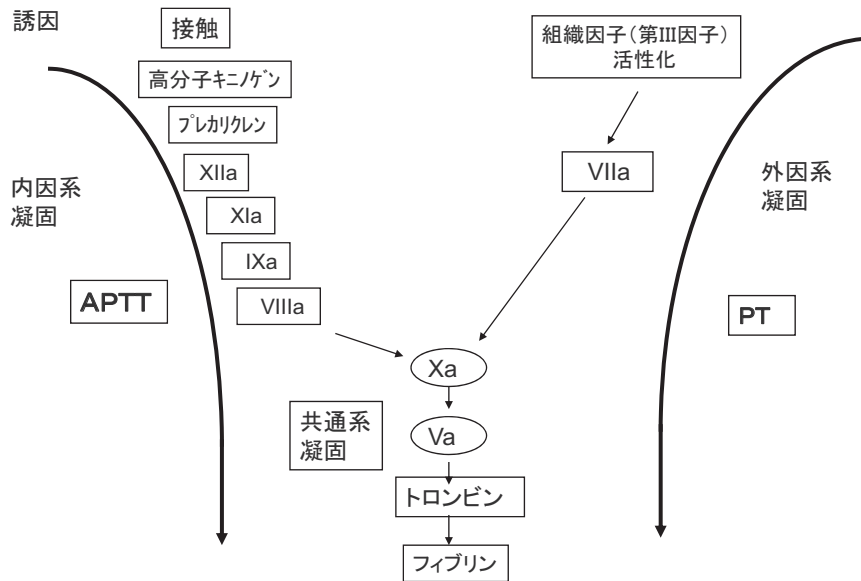 誘因
接触
高分子ｷﾆﾉｹﾞﾝ
ﾌﾟﾚｶﾘｸﾚﾝ
XIIa
XIa
IXa
VIIIa
内因系
凝固
APTT
組織因子（第III因子）
活性化
VIIa
外因系
凝固
PT
Xa
共通系
凝固
Va
トロンビン
フィブリン